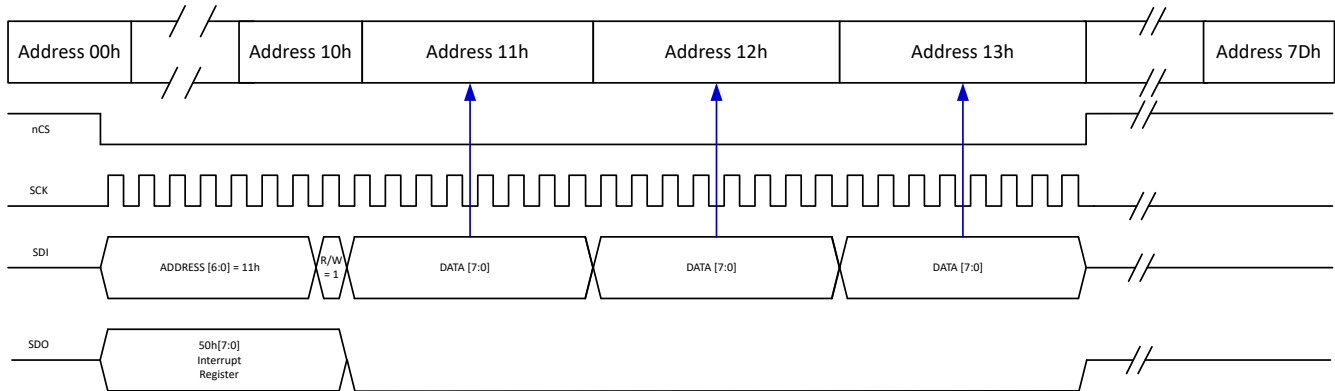 Address 00h
Address 10h
Address 11h
Address 12h
Address 13h
Address 7Dh
nCS
SCK
SDI
ADDRESS [6:0] = 11h
R/W
= 1
DATA [7:0]
DATA [7:0]
DATA [7:0]
SDO
50h[7:0]
Interrupt
Register